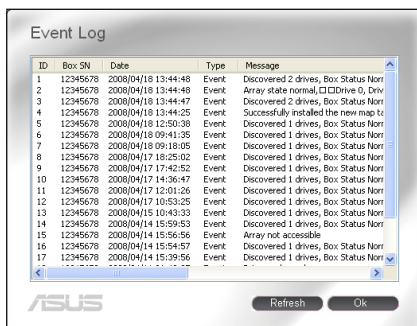 Event Log
ID Box SN Date Type Message
1 12345678 2008/04/18 13:44:48 Event Discovered 2 drives, Box Status Norr
2 12345678 2008/04/18 13:44:48 Event Array state normal, □□Drive 0, Driv
3 12345678 2008/04/18 13:44:47 Event Discovered 2 drives, Box Status Norr
4 12345678 2008/04/18 13:44:25 Event Successfully installed the new map ta
5 12345678 2008/04/18 12:50:38 Event Discovered 1 drives, Box Status Norr
6 12345678 2008/04/18 09:41:35 Event Discovered 1 drives, Box Status Norr
7 12345678 2008/04/18 09:18:05 Event Discovered 1 drives, Box Status Norr
8 12345678 2008/04/17 18:25:02 Event Discovered 1 drives, Box Status Norr
9 12345678 2008/04/17 17:42:52 Event Discovered 1 drives, Box Status Norr
10 12345678 2008/04/17 14:36:47 Event Discovered 1 drives, Box Status Norr
11 12345678 2008/04/17 12:01:26 Event Discovered 1 drives, Box Status Norr
12 12345678 2008/04/17 10:53:25 Event Discovered 1 drives, Box Status Norr
13 12345678 2008/04/15 10:43:33 Event Discovered 1 drives, Box Status Norr
14 12345678 2008/04/14 15:59:53 Event Discovered 1 drives, Box Status Norr
15 12345678 2008/04/14 15:56:56 Event Array not accessible
16 12345678 2008/04/14 15:54:57 Event Discovered 1 drives, Box Status Norr
17 12345678 2008/04/14 15:39:56 Event Discovered 1 drives, Box Status Norr
ASUS Refresh Ok